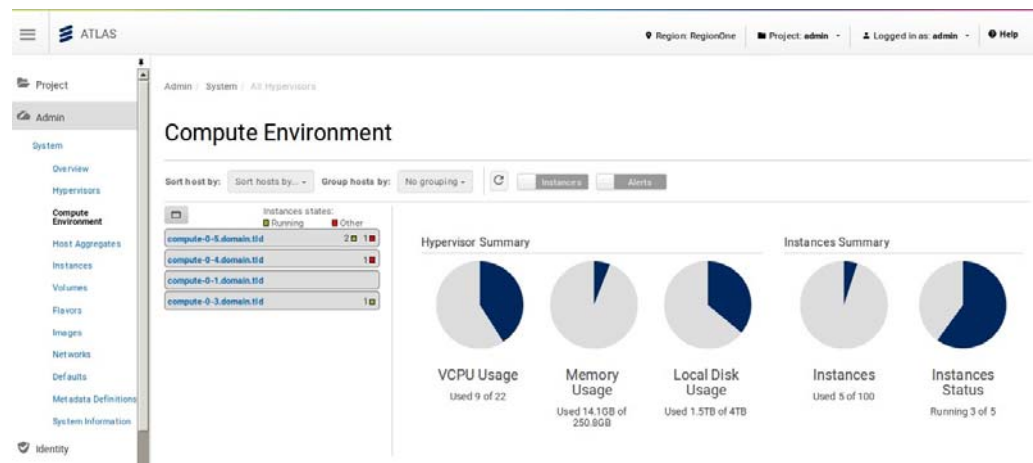 ATLAS
Region: RegionOne
Project: admin
Logged in as: admin
Help
Project
Admin
System
Overview
Hypervisors
Compute
Environment
Host Aggregates
Instances
Volumes
Flavors
Images
Networks
Defaults
Metadata Definitions
System Information
Identity
Admin / System / All Hypervisors
Compute Environment
Sort host by: Sort hosts by... Group hosts by: No grouping Instances Alerts
Instances states:
Running Other
compute-0-5.domain.tld 2 1
compute-0-4.domain.tld 1
compute-0-1.domain.tld
compute-0-3.domain.tld 1
Hypervisor Summary
VCPU Usage
Used 9 of 22
Memory
Usage
Used 14.1GB of
250.8GB
Local Disk
Usage
Used 1.5TB of 4TB
Instances Summary
Instances
Used 5 of 100
Instances
Status
Running 3 of 5